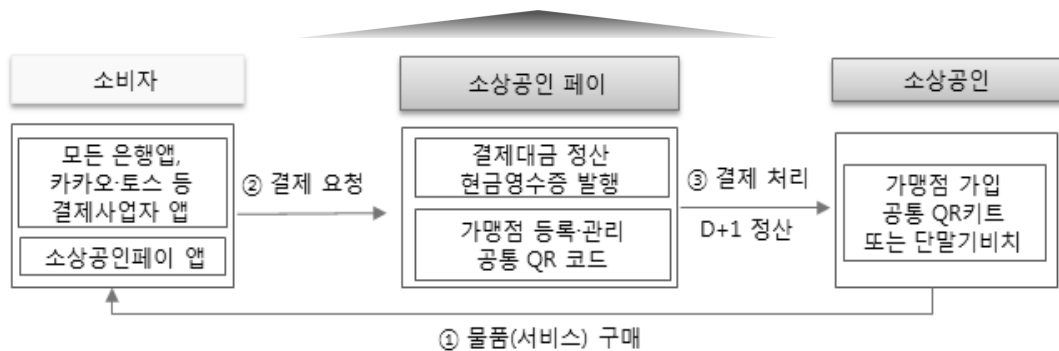 소비자
모든 은행앱,
카카오·토스 등
결제사업자 앱
소상공인페이 앱
② 결제 요청
소상공인 페이
결제대금 정산
현금영수증 발행
가맹점 등록·관리
공통 QR 코드
③ 결제 처리
D+1 정산
소상공인
가맹점 가입
공통 QR키트
또는 단말기비치
① 물품(서비스) 구매